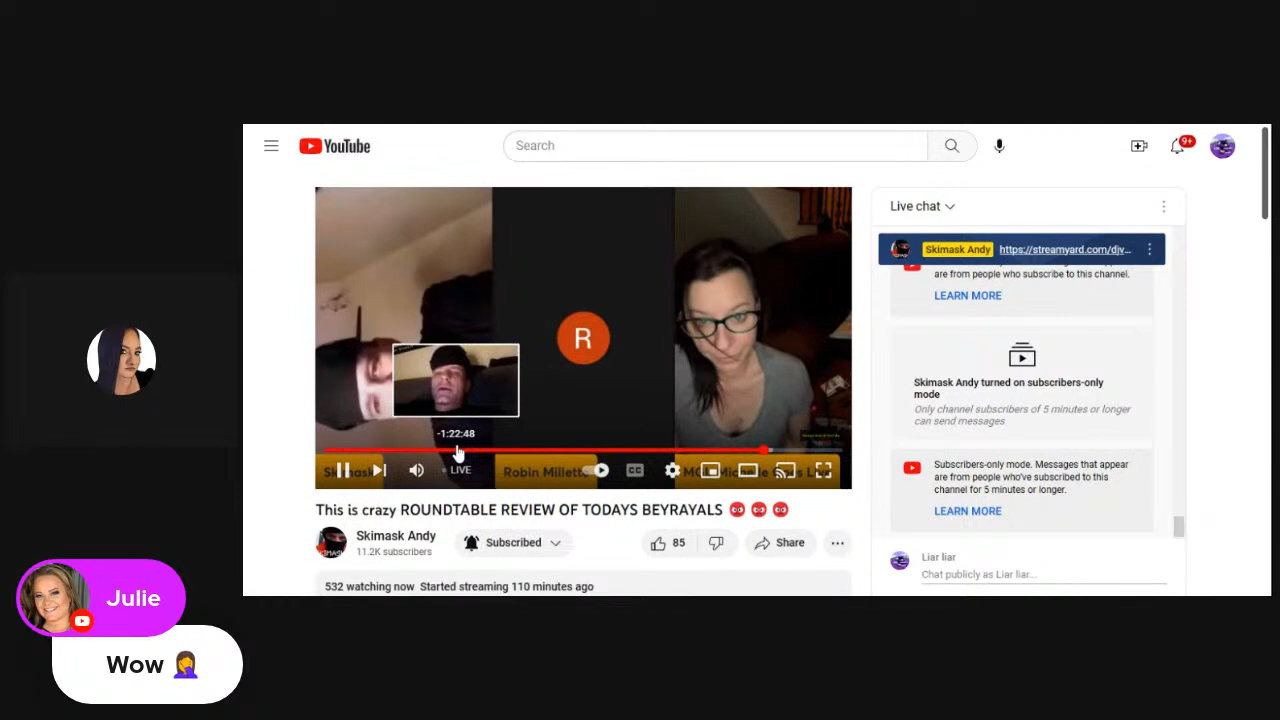 YouTube
Search
9+
Live chat
Skimask Andy https://streamyard.com/djv...
are from people who subscribe to this channel.
LEARN MORE
Skimask Andy turned on subscribers-only
mode
Only channel subscribers of 5 minutes or longer
can send messages
Subscribers-only mode. Messages that appear
are from people who've subscribed to this
channel for 5 minutes or longer.
LEARN MORE
Liar liar
Chat publicly as Liar liar...
R
-1:22:48
LIVE
CC
Robin Millett
This is crazy ROUNDTABLE REVIEW OF TODAYS BEYRAYALS
Skimask Andy
11.2K subscribers
Subscribed
85
Share
532 watching now Started streaming 110 minutes ago
Julie
Wow 🤦‍♀️